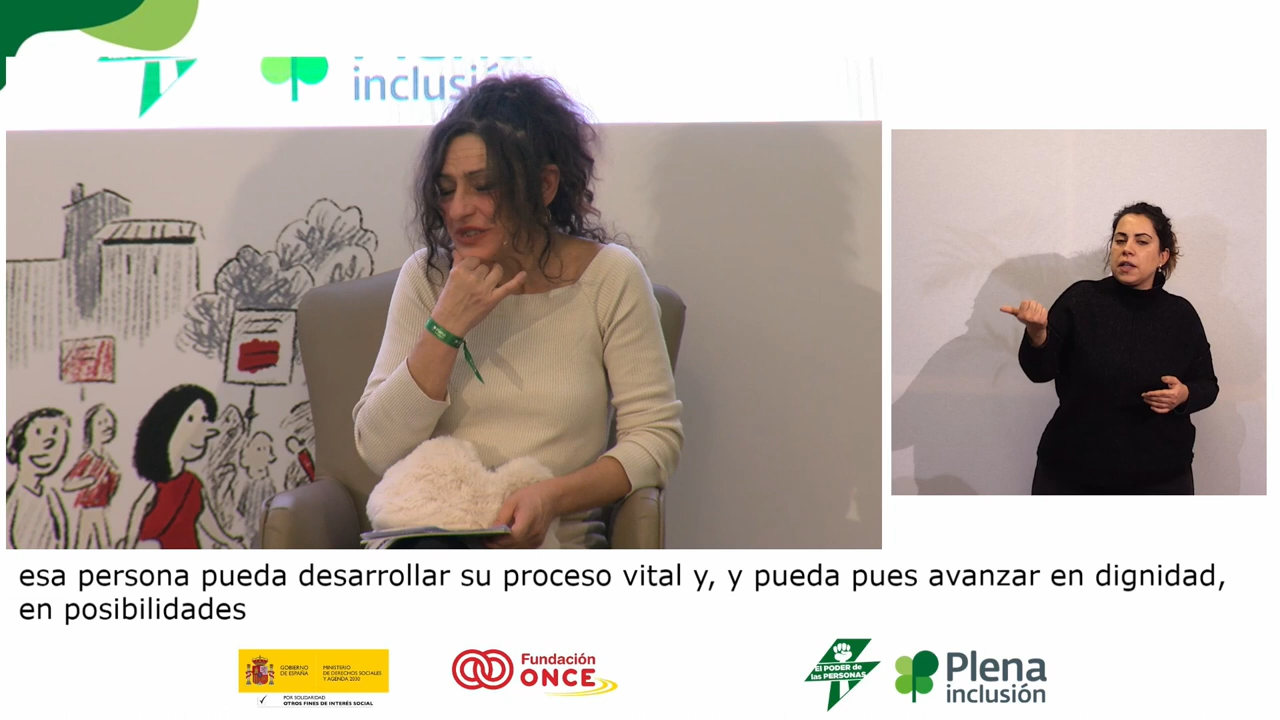 inclusión
esa persona pueda desarrollar su proceso vital y, y pueda pues avanzar en dignidad,
en posibilidades
GOBIERNO
DE ESPAÑA
MINISTERIO
DE DERECHOS SOCIALES
Y AGENDA 2030
POR SOLIDARIDAD
OTROS FINES DE INTERÉS SOCIAL
Fundación
ONCE
El PODER de
las PERSONAS
Plena
inclusión